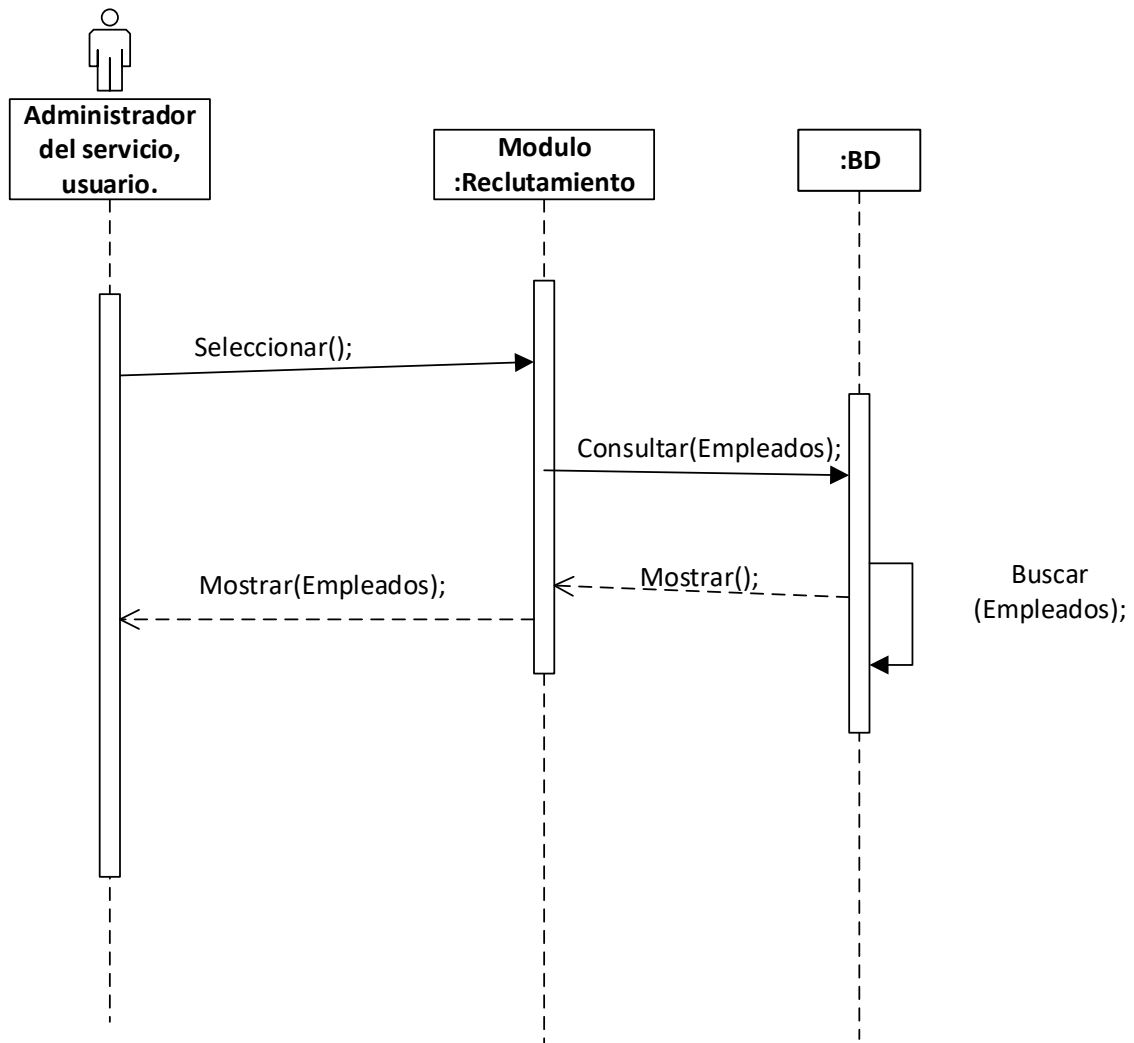 Administrador
del servicio,
usuario.
Modulo
:Reclutamiento
:BD
Seleccionar();
Consultar(Empleados);
Mostrar(Empleados);
Mostrar();
Buscar
(Empleados);